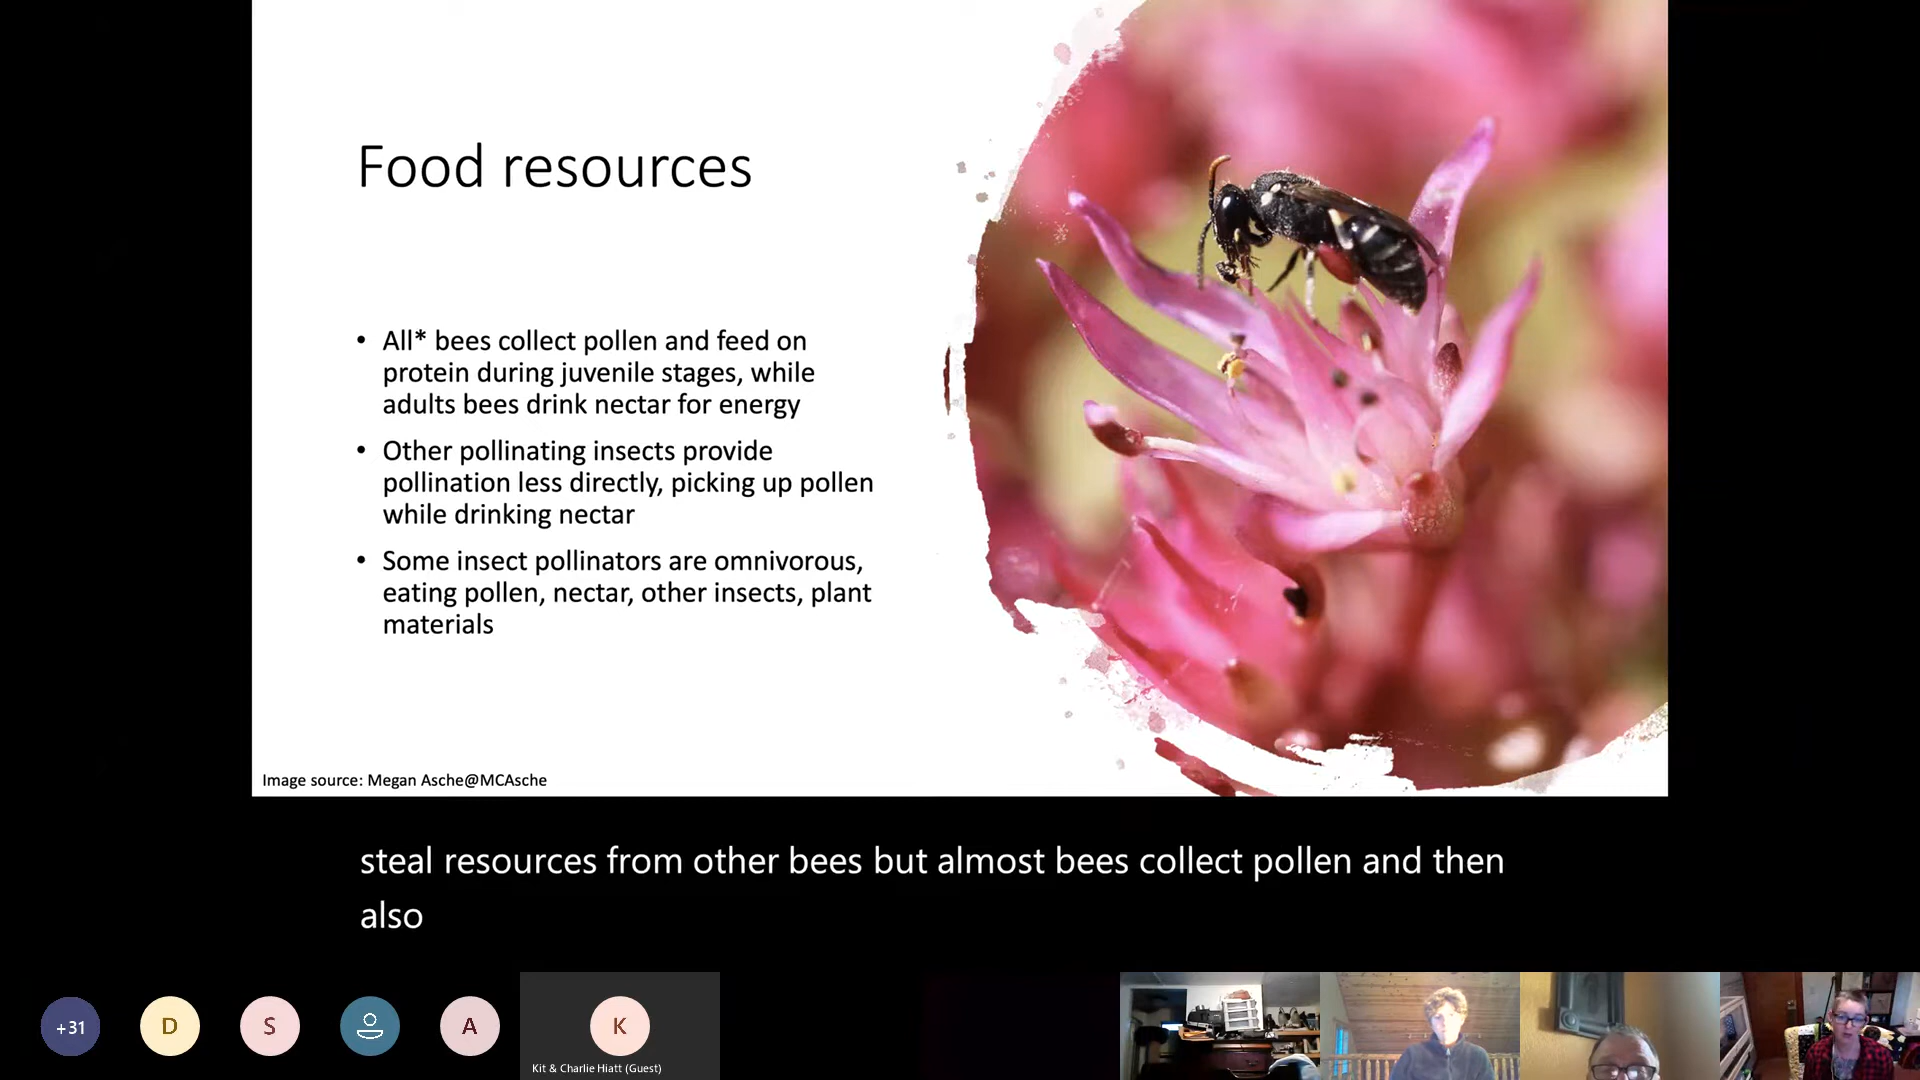 Food resources
• All* bees collect pollen and feed on
protein during juvenile stages, while
adults bees drink nectar for energy
• Other pollinating insects provide
pollination less directly, picking up pollen
while drinking nectar
• Some insect pollinators are omnivorous,
eating pollen, nectar, other insects, plant
materials
Image source: Megan Asche@MCAsche
steal resources from other bees but almost bees collect pollen and then
also
+31
D
S
A
K
Kit & Charlie Hiatt (Guest)